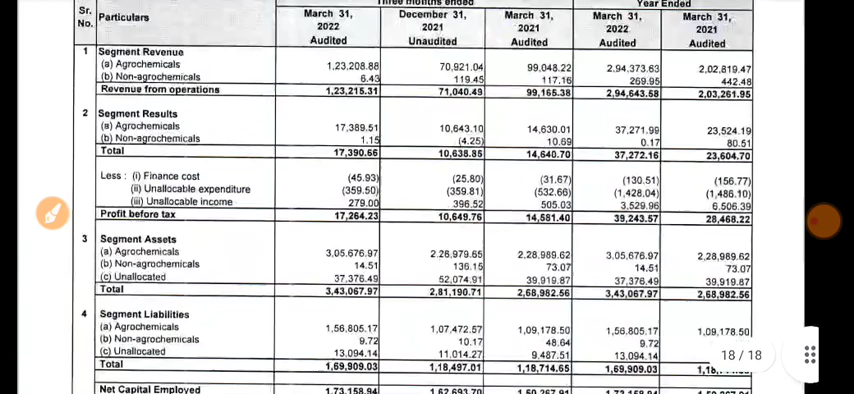 Three months ended Year Ended
Sr. No. Particulars March 31, 2022 Audited December 31, 2021 Unaudited March 31, 2021 Audited March 31, 2022 Audited March 31, 2021 Audited
1 Segment Revenue
(a) Agrochemicals 1,23,208.88 70,921.04 99,048.22 2,94,373.63 2,02,819.47
(b) Non-agrochemicals 6.43 119.45 117.16 269.95 442.48
Revenue from operations 1,23,215.31 71,040.49 99,165.38 2,94,643.58 2,03,261.95
2 Segment Results
(a) Agrochemicals 17,389.51 10,643.10 14,630.01 37,271.99 23,524.19
(b) Non-agrochemicals 1.15 (4.25) 10.69 0.17 80.51
Total 17,390.66 10,638.85 14,640.70 37,272.16 23,604.70
Less : (i) Finance cost (45.93) (25.80) (31.67) (130.51) (156.77)
(ii) Unallocable expenditure (359.50) (359.81) (532.66) (1,428.04) (1,486.10)
(iii) Unallocable income 279.00 396.52 505.03 3,529.96 6,506.39
Profit before tax 17,264.23 10,649.76 14,581.40 39,243.57 28,468.22
3 Segment Assets
(a) Agrochemicals 3,05,676.97 2,28,979.65 2,28,989.62 3,05,676.97 2,28,989.62
(b) Non-agrochemicals 14.51 136.15 73.07 14.51 73.07
(c) Unallocated 37,376.49 52,074.91 39,919.87 37,376.49 39,919.87
Total 3,43,067.97 2,81,190.71 2,68,982.56 3,43,067.97 2,68,982.56
4 Segment Liabilities
(a) Agrochemicals 1,56,805.17 1,07,472.57 1,09,178.50 1,56,805.17 1,09,178.50
(b) Non-agrochemicals 9.72 10.17 48.64 9.72
(c) Unallocated 13,094.14 11,014.27 9,487.51 13,094.14
18 / 18
Total 1,69,909.03 1,18,497.01 1,18,714.65 1,69,909.03
Net Capital Employed 1,73,158.94 1,62,693.70